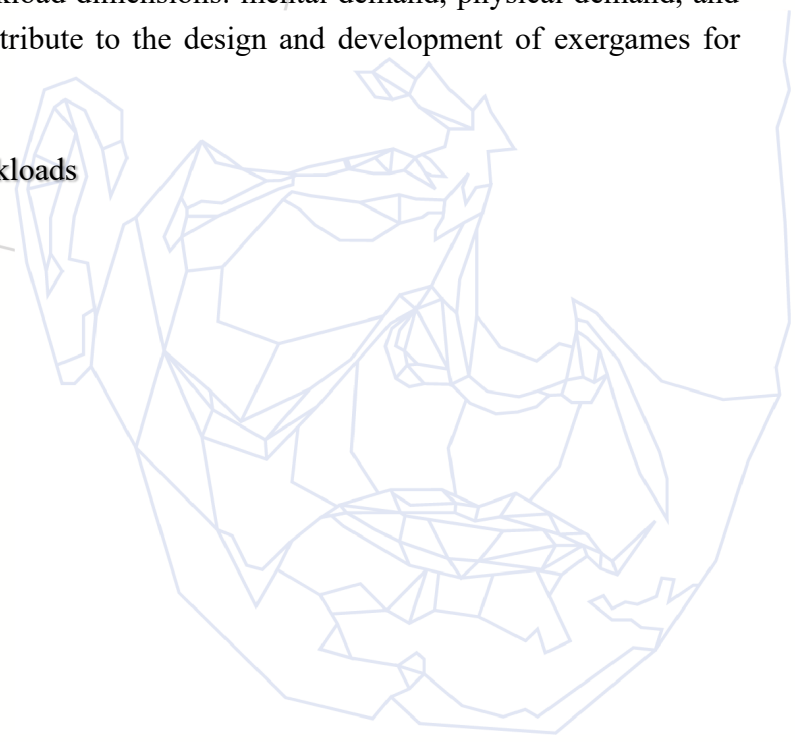 kload dimensions: mental demand, physical demand, and
tribute to the design and development of exergames for
kloads